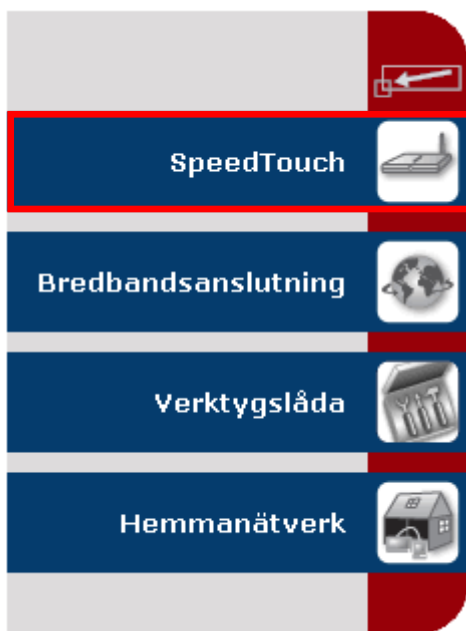 SpeedTouch
Bredbandsanslutning
Verktygslåda
Hemmanätverk